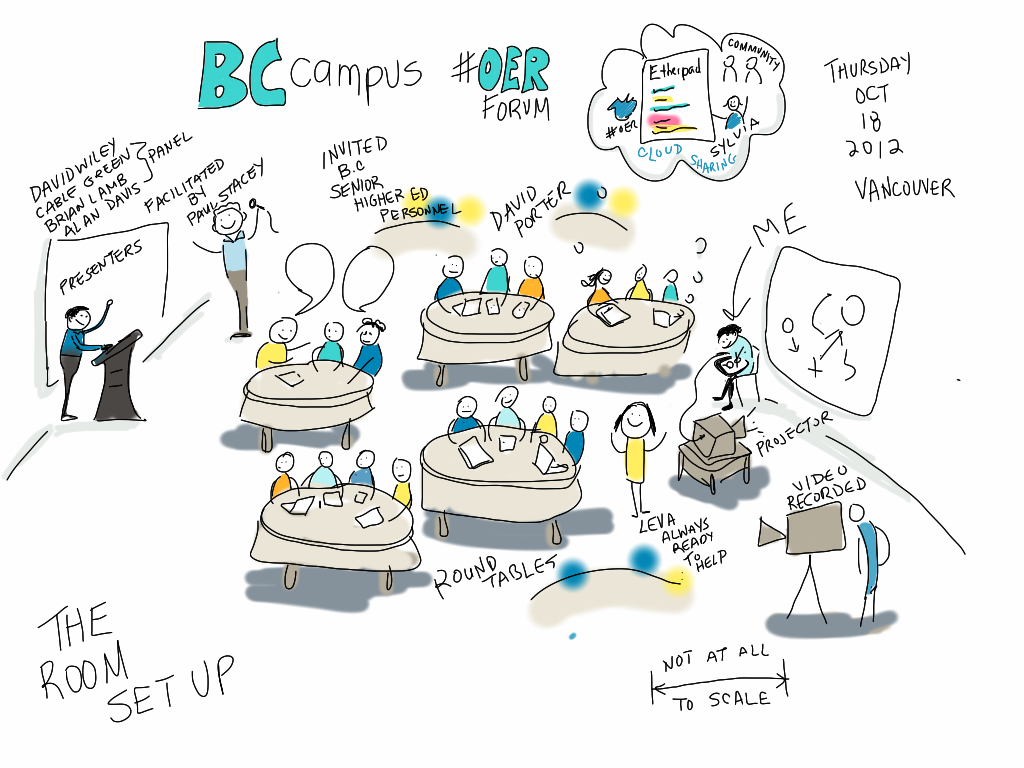 BCcampus #OER
FORUM
Etherpad
COMMUNITY
#OER
SYLVIA
CLOUD SHARING
THURSDAY
OCT
18
2012
VANCOUVER
DAVID WILEY
CABLE GREEN
BRIAN LAMB
ALAN DAVIS
PANEL
FACILITATED
BY
PAUL STACEY
INVITED
B.C
SENIOR
HIGHER ED
PERSONNEL
DAVID
PORTER
ME
PRESENTERS
PROJECTOR
VIDEO
RECORDED
LEVA
ALWAYS
READY
TO
HELP
ROUND
TABLES
THE
ROOM
SET UP
NOT AT ALL
TO SCALE